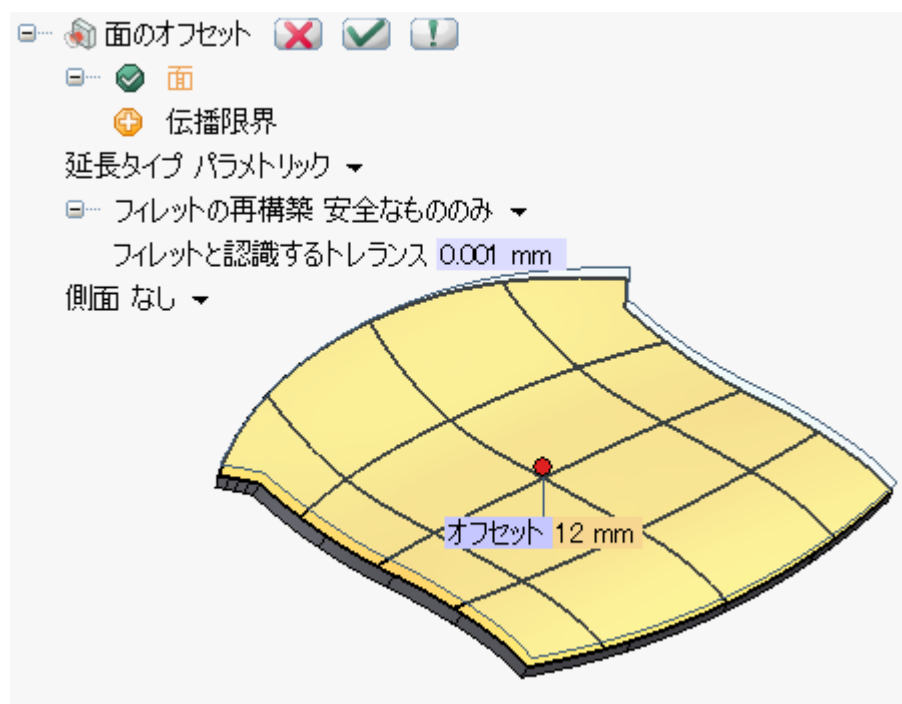 面のオフセット
面
伝播限界
延長タイプ パラメトリック
フィレットの再構築 安全なもののみ
フィレットと認識するトレランス 0.001 mm
側面 なし
オフセット 12 mm